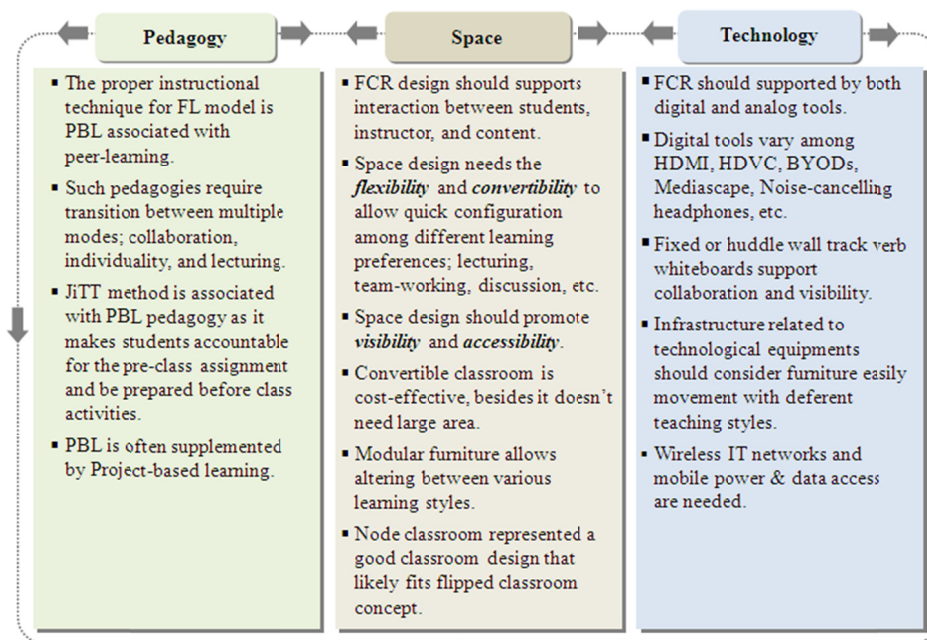 Pedagogy
▪ The proper instructional
technique for FL model is
PBL associated with
peer-learning.
▪ Such pedagogies require
transition between multiple
modes; collaboration,
individuality, and lecturing.
▪ JiTT method is associated
with PBL pedagogy as it
makes students accountable
for the pre-class assignment
and be prepared before class
activities.
▪ PBL is often supplemented
by Project-based learning.
Space
▪ FCR design should supports
interaction between students,
instructor, and content.
▪ Space design needs the
flexibility and convertibility to
allow quick configuration
among different learning
preferences; lecturing,
team-working, discussion, etc.
▪ Space design should promote
visibility and accessibility.
▪ Convertible classroom is
cost-effective, besides it doesn't
need large area.
▪ Modular furniture allows
altering between various
learning styles.
▪ Node classroom represented a
good classroom design that
likely fits flipped classroom
concept.
Technology
▪ FCR should supported by both
digital and analog tools.
▪ Digital tools vary among
HDMI, HDVC, BYODs,
Mediascape, Noise-cancelling
headphones, etc.
▪ Fixed or huddle wall track verb
whiteboards support
collaboration and visibility.
▪ Infrastructure related to
technological equipments
should consider furniture easily
movement with deferent
teaching styles.
▪ Wireless IT networks and
mobile power & data access
are needed.